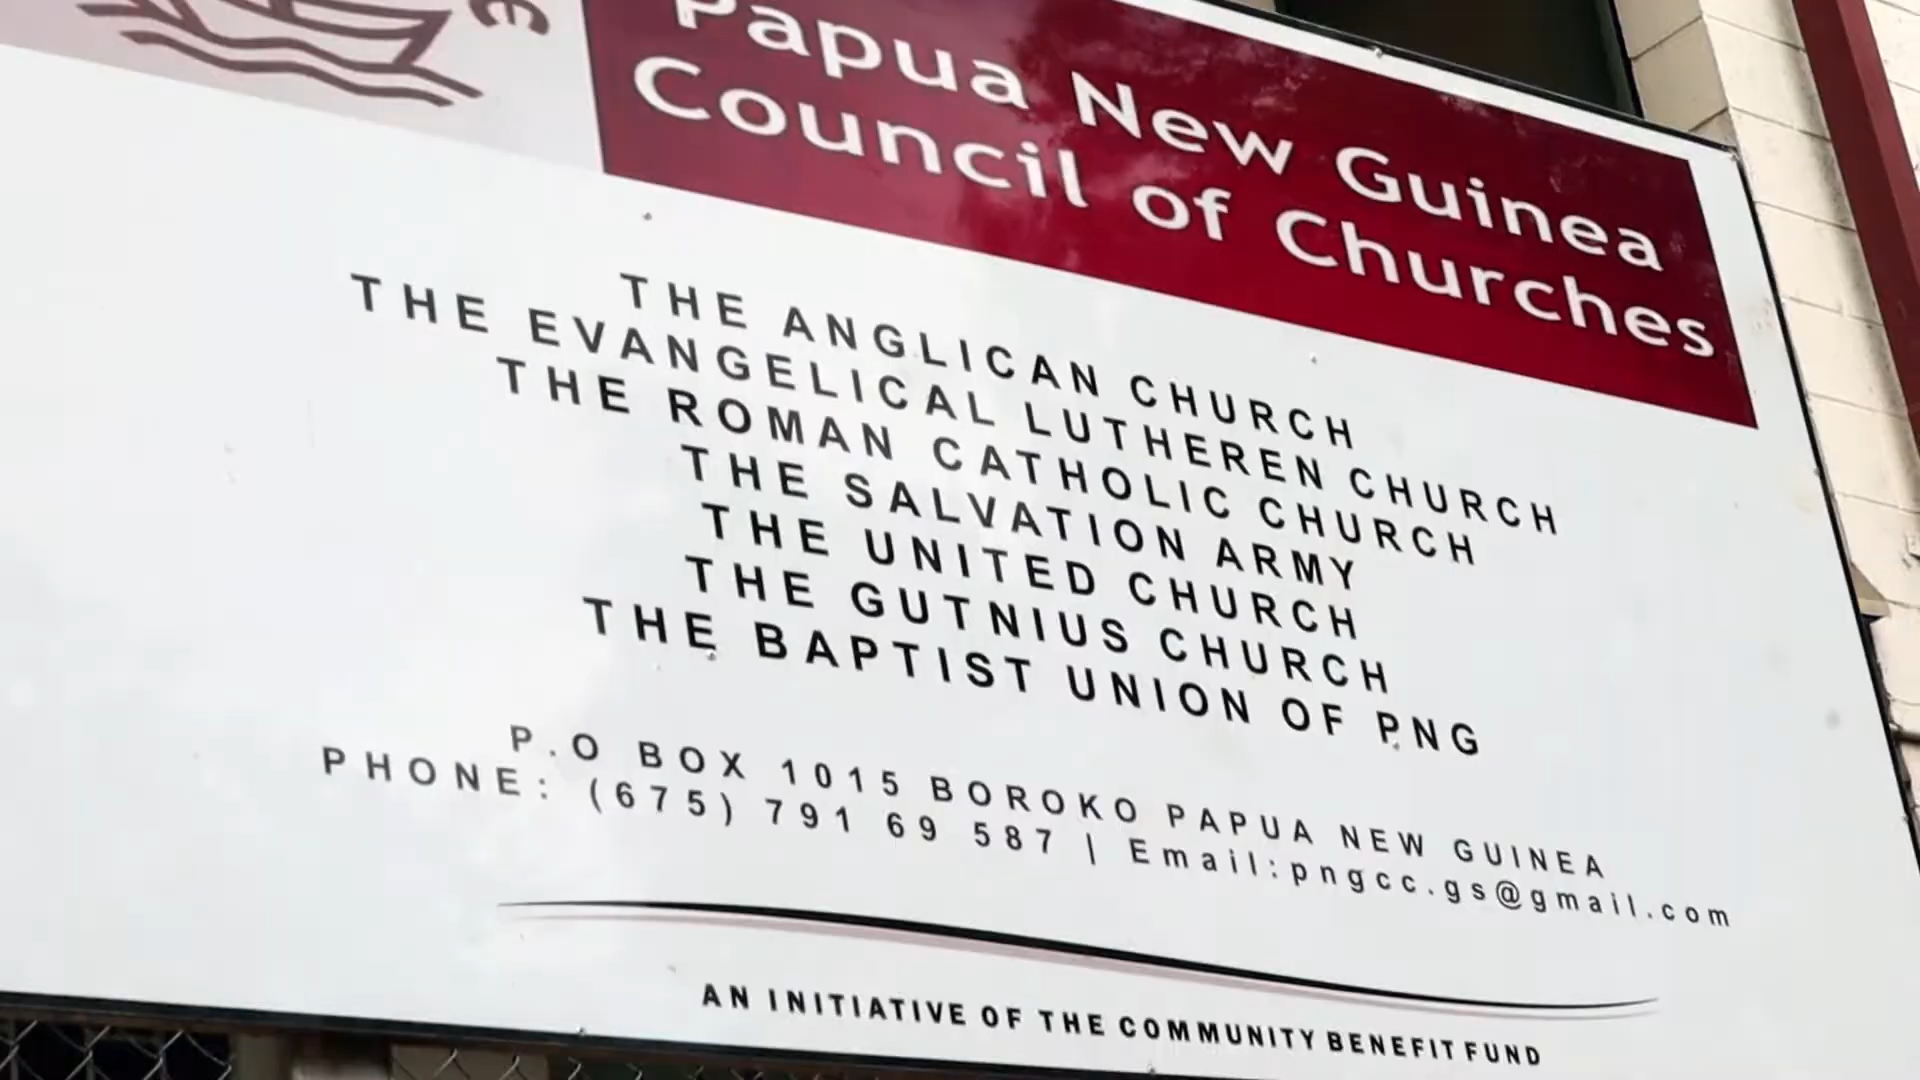 Papua New Guinea
Council of Churches
THE ANGLICAN CHURCH
THE EVANGELICAL LUTHEREN CHURCH
THE ROMAN CATHOLIC CHURCH
THE SALVATION ARMY
THE UNITED CHURCH
THE GUTNIUS CHURCH
THE BAPTIST UNION OF PNG
P.O BOX 1015 BOROKO PAPUA NEW GUINEA
PHONE: (675) 791 69 587 | Email:pngcc.gs@gmail.com
AN INITIATIVE OF THE COMMUNITY BENEFIT FUND